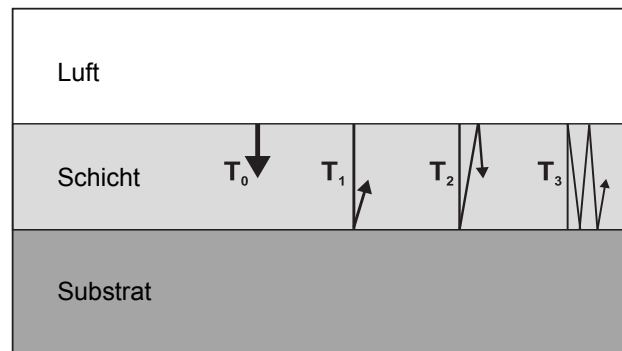 Luft
Schicht T₀ T₁ T₂ T₃
Substrat